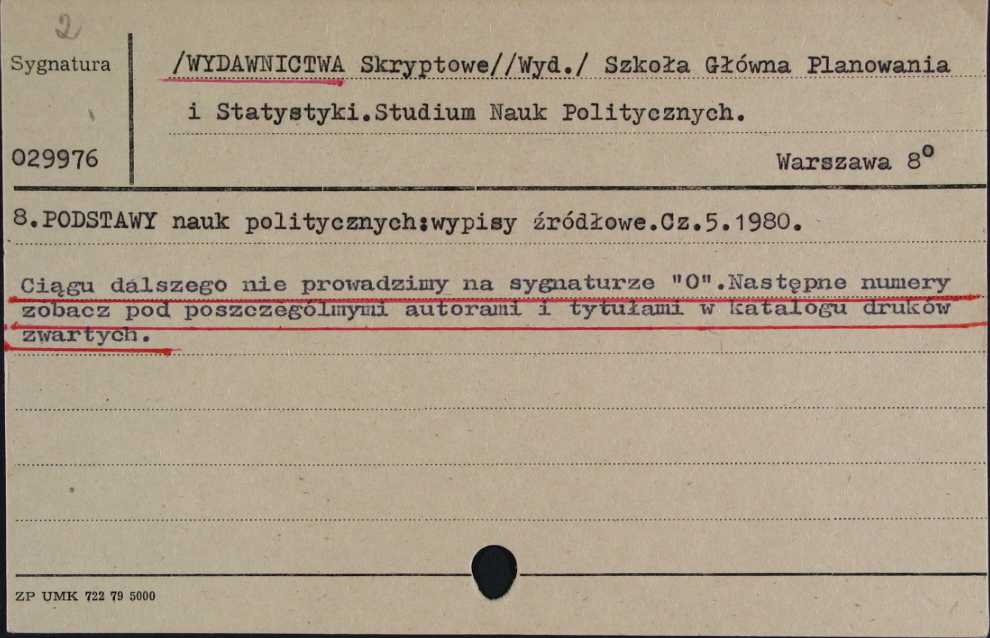 2
Sygnatura
/WYDAWNICTWA Skryptowe//Wyd./ Szkoła Główna Planowania
i Statystyki.Studium Nauk Politycznych.
029976
Warszawa 8°
8.PODSTAWY nauk politycznych:wypisy źródłowe.Cz.5.1980.
Ciągu dalszego nie prowadzimy na sygnaturze "O".Następne numery
zobacz pod poszczególnymi autorami i tytułami w katalogu druków
zwartych.
ZP UMK 722 79 5000